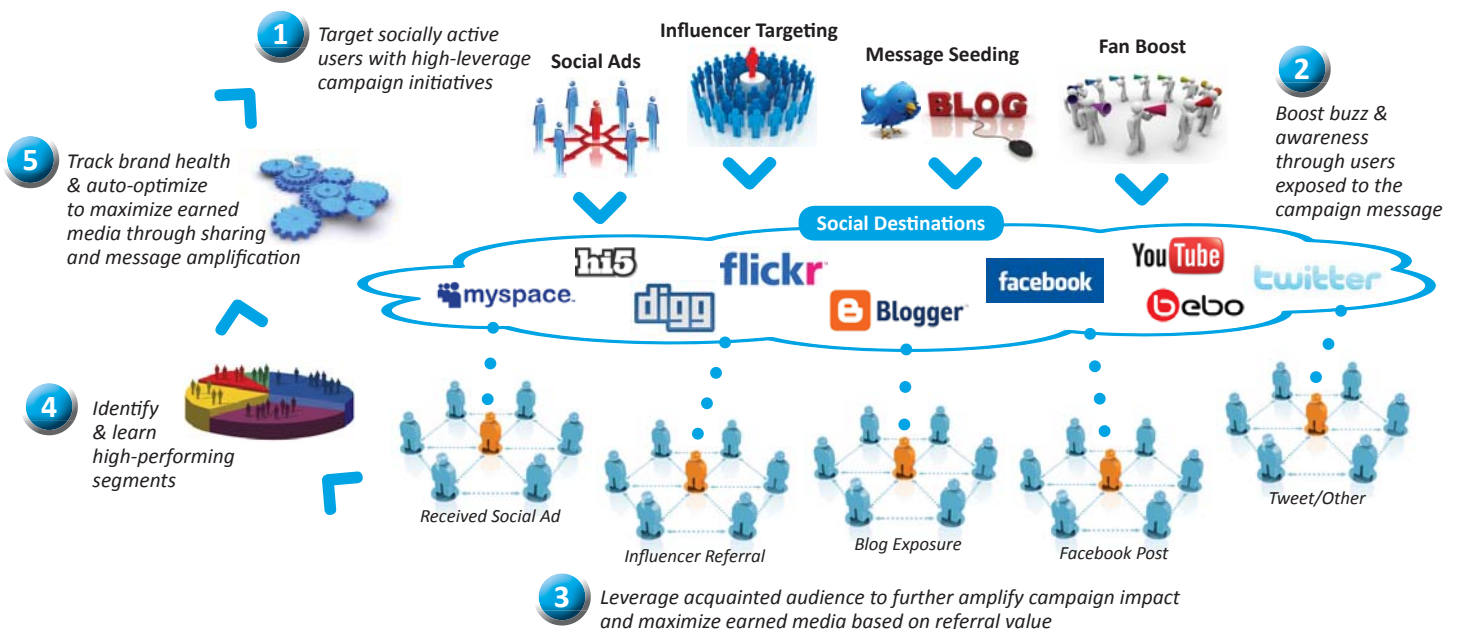 1
Target socially active
users with high-leverage
campaign initiatives
Social Ads
Influencer Targeting
Message Seeding
BLOG
Fan Boost
2
Boost buzz &
awareness
through users
exposed to the
campaign message
5
Track brand health
& auto-optimize
to maximize earned
media through sharing
and message amplification
Social Destinations
hi5
myspace.
digg
flickr
Blogger
facebook
YouTube
bebo
twitter
4
Identify
& learn
high-performing
segments
Received Social Ad
Influencer Referral
Blog Exposure
Facebook Post
Tweet/Other
3
Leverage acquainted audience to further amplify campaign impact
and maximize earned media based on referral value